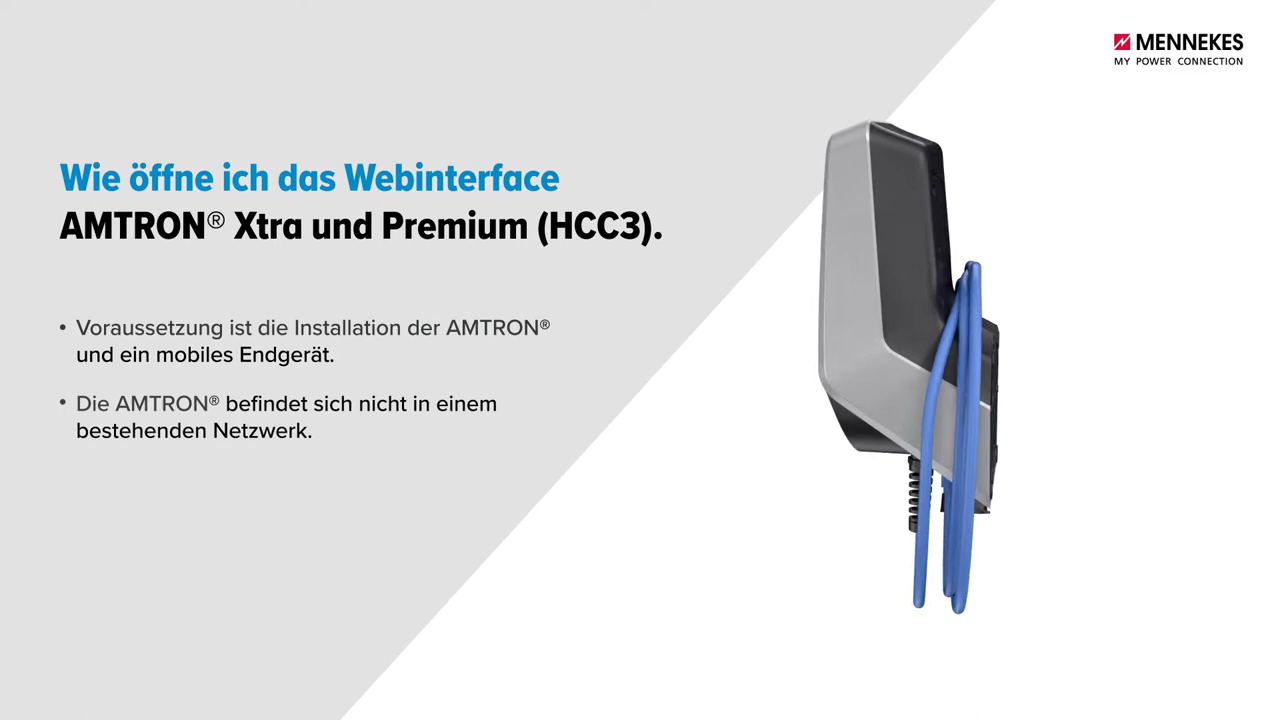 MENNEKES
MY POWER CONNECTION
Wie öffne ich das Webinterface
AMTRON® Xtra und Premium (HCC3).
• Voraussetzung ist die Installation der AMTRON®
und ein mobiles Endgerät.
• Die AMTRON® befindet sich nicht in einem
bestehenden Netzwerk.